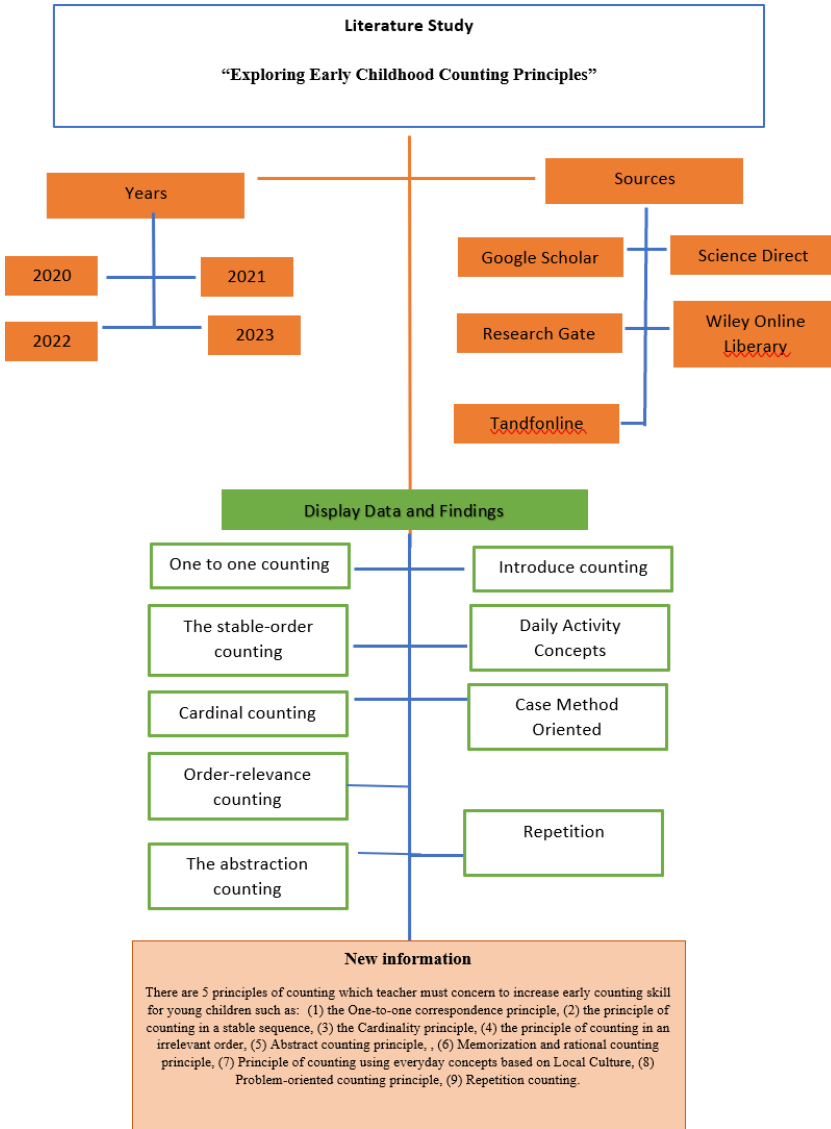 Literature Study
“Exploring Early Childhood Counting Principles”
Years
Sources
2020
2021
2022
2023
Google Scholar
Science Direct
Research Gate
Wiley Online
Liberary
Tandfonline
Display Data and Findings
One to one counting
Introduce counting
The stable-order
counting
Daily Activity
Concepts
Cardinal counting
Case Method
Oriented
Order-relevance
counting
Repetition
The abstraction
counting
New information
There are 5 principles of counting which teacher must concern to increase early counting skill
for young children such as: (1) the One-to-one correspondence principle, (2) the principle of
counting in a stable sequence, (3) the Cardinality principle, (4) the principle of counting in an
irrelevant order, (5) Abstract counting principle, , (6) Memorization and rational counting
principle, (7) Principle of counting using everyday concepts based on Local Culture, (8)
Problem-oriented counting principle, (9) Repetition counting.